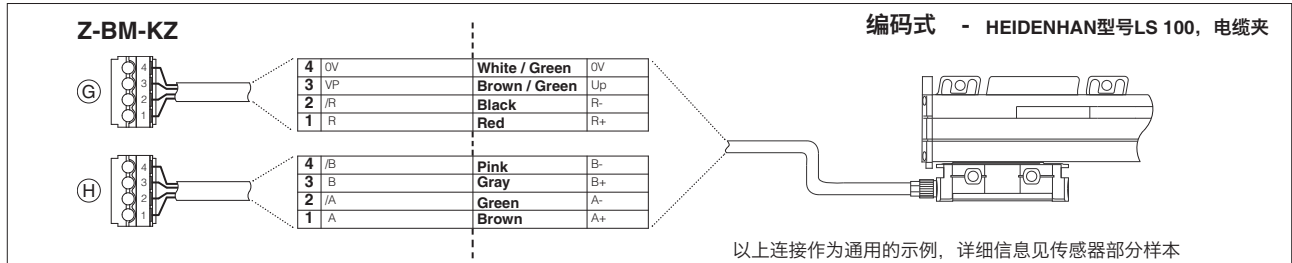 Z-BM-KZ
编码式 - HEIDENHAN型号LS 100，电缆夹
G
4
3
2
1
4 0V White / Green 0V
3 VP Brown / Green Up
2 /R Black R-
1 R Red R+
H
4
3
2
1
4 /B Pink B-
3 B Gray B+
2 /A Green A-
1 A Brown A+
以上连接作为通用的示例，详细信息见传感器部分样本